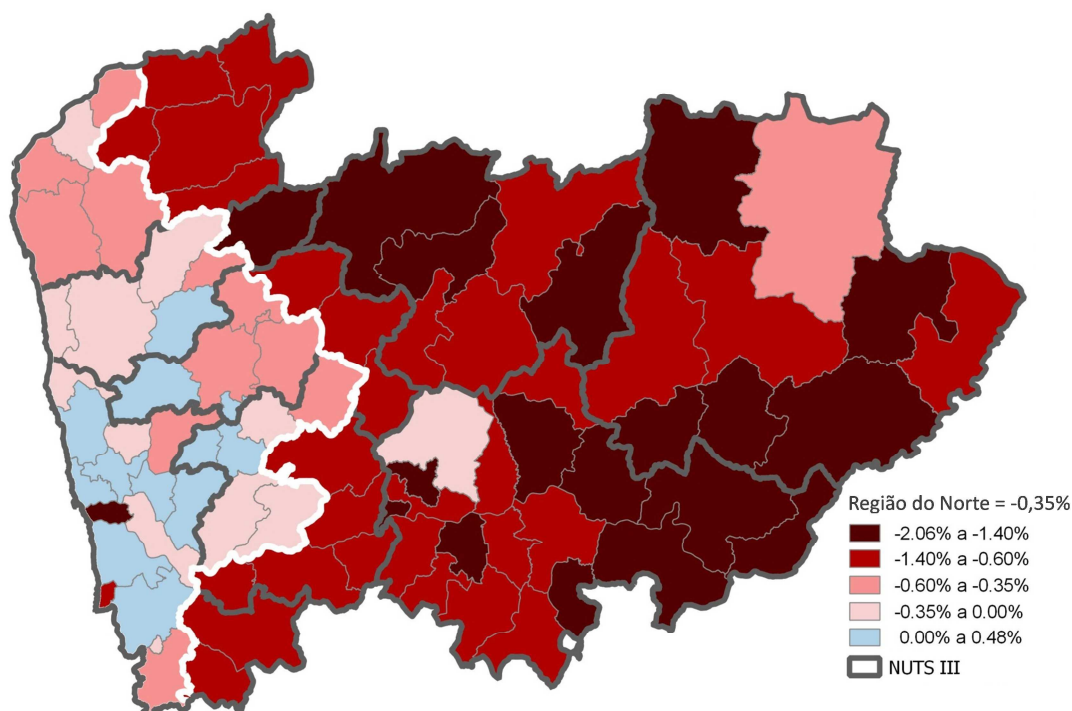 Região do Norte = -0,35%
-2.06% a -1.40%
-1.40% a -0.60%
-0.60% a -0.35%
-0.35% a 0.00%
0.00% a 0.48%
NUTS III